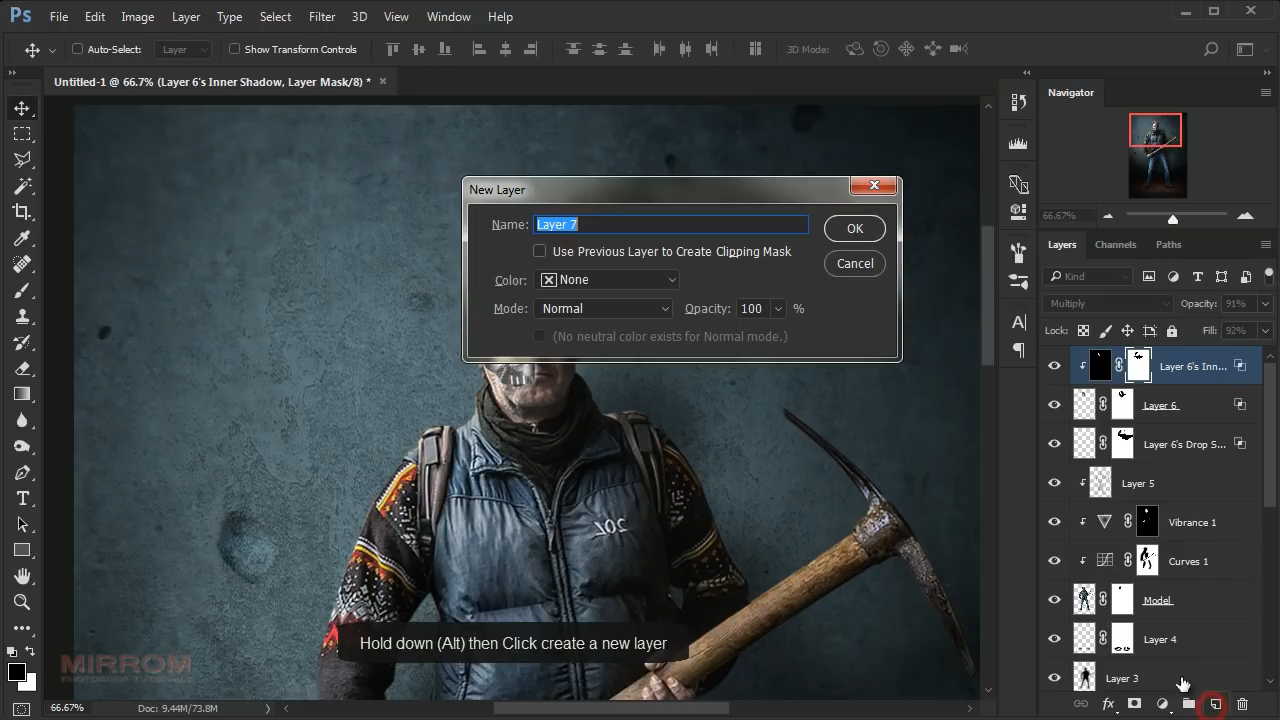 Ps File Edit Image Layer Type Select Filter 3D View Window Help
Auto-Select: Layer Show Transform Controls 3D Mode:
Untitled-1 @ 66.7% (Layer 6's Inner Shadow, Layer Mask/8) * ×
Navigator
66.67%
New Layer
Name: Layer 7
OK
Use Previous Layer to Create Clipping Mask
Cancel
Color: None
Mode: Normal Opacity: 100 %
(No neutral color exists for Normal mode.)
Layers Channels Paths
Kind
Multiply Opacity: 91%
Lock: Fill: 92%
Layer 6's Inn...
Layer 6
Layer 6's Drop S...
Layer 5
Vibrance 1
Curves 1
Model
Layer 4
Layer 3
Hold down (Alt) then Click create a new layer
MIRROM
PHOTOSHOP TUTORIALS
66.67% Doc: 9.44M/73.8M